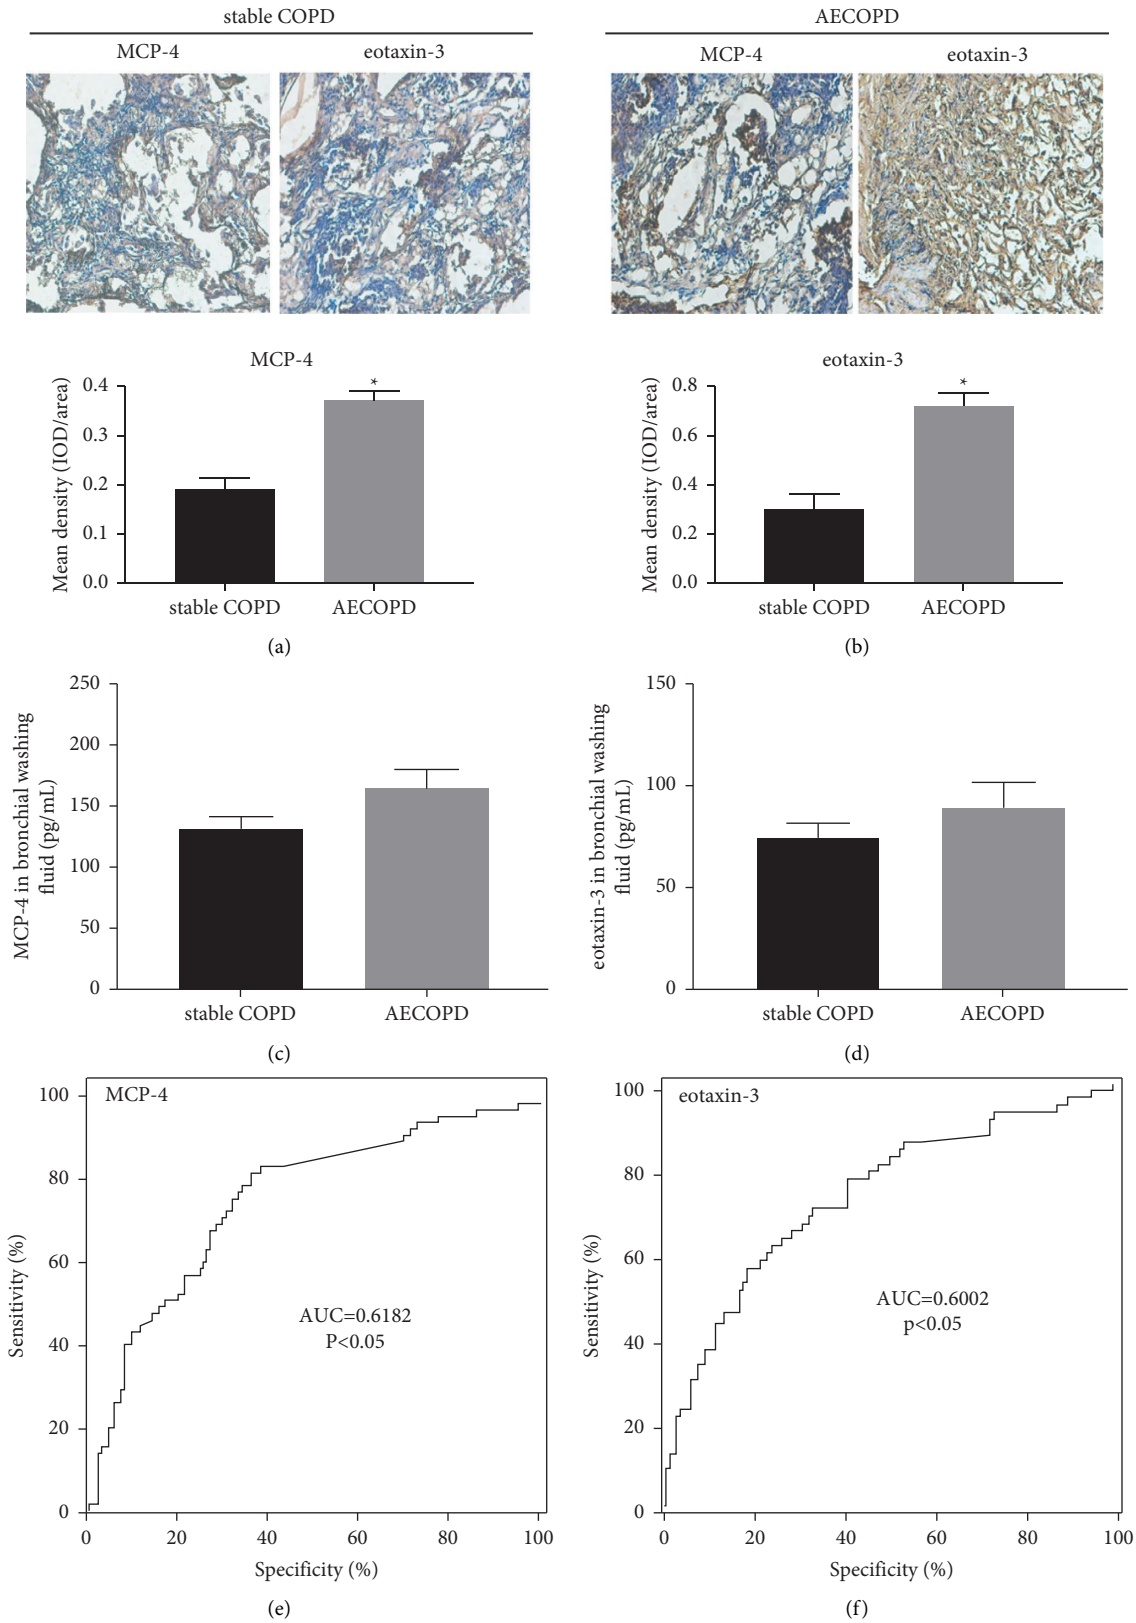 stable COPD
AECOPD
MCP-4
eotaxin-3
MCP-4
eotaxin-3
MCP-4
Mean density (IOD/area)
0.4
0.3
0.2
0.1
0.0
*
stable COPD
AECOPD
(a)
eotaxin-3
Mean density (IOD/area)
0.8
0.6
0.4
0.2
0.0
*
stable COPD
AECOPD
(b)
MCP-4 in bronchial washing
fluid (pg/mL)
250
200
150
100
50
0
stable COPD
AECOPD
(c)
eotaxin-3 in bronchial washing
fluid (pg/mL)
150
100
50
0
stable COPD
AECOPD
(d)
MCP-4
Sensitivity (%)
100
80
60
40
20
0
AUC=0.6182
P<0.05
0 20 40 60 80 100
Specificity (%)
(e)
eotaxin-3
Sensitivity (%)
100
80
60
40
20
0
AUC=0.6002
p<0.05
0 20 40 60 80 100
Specificity (%)
(f)